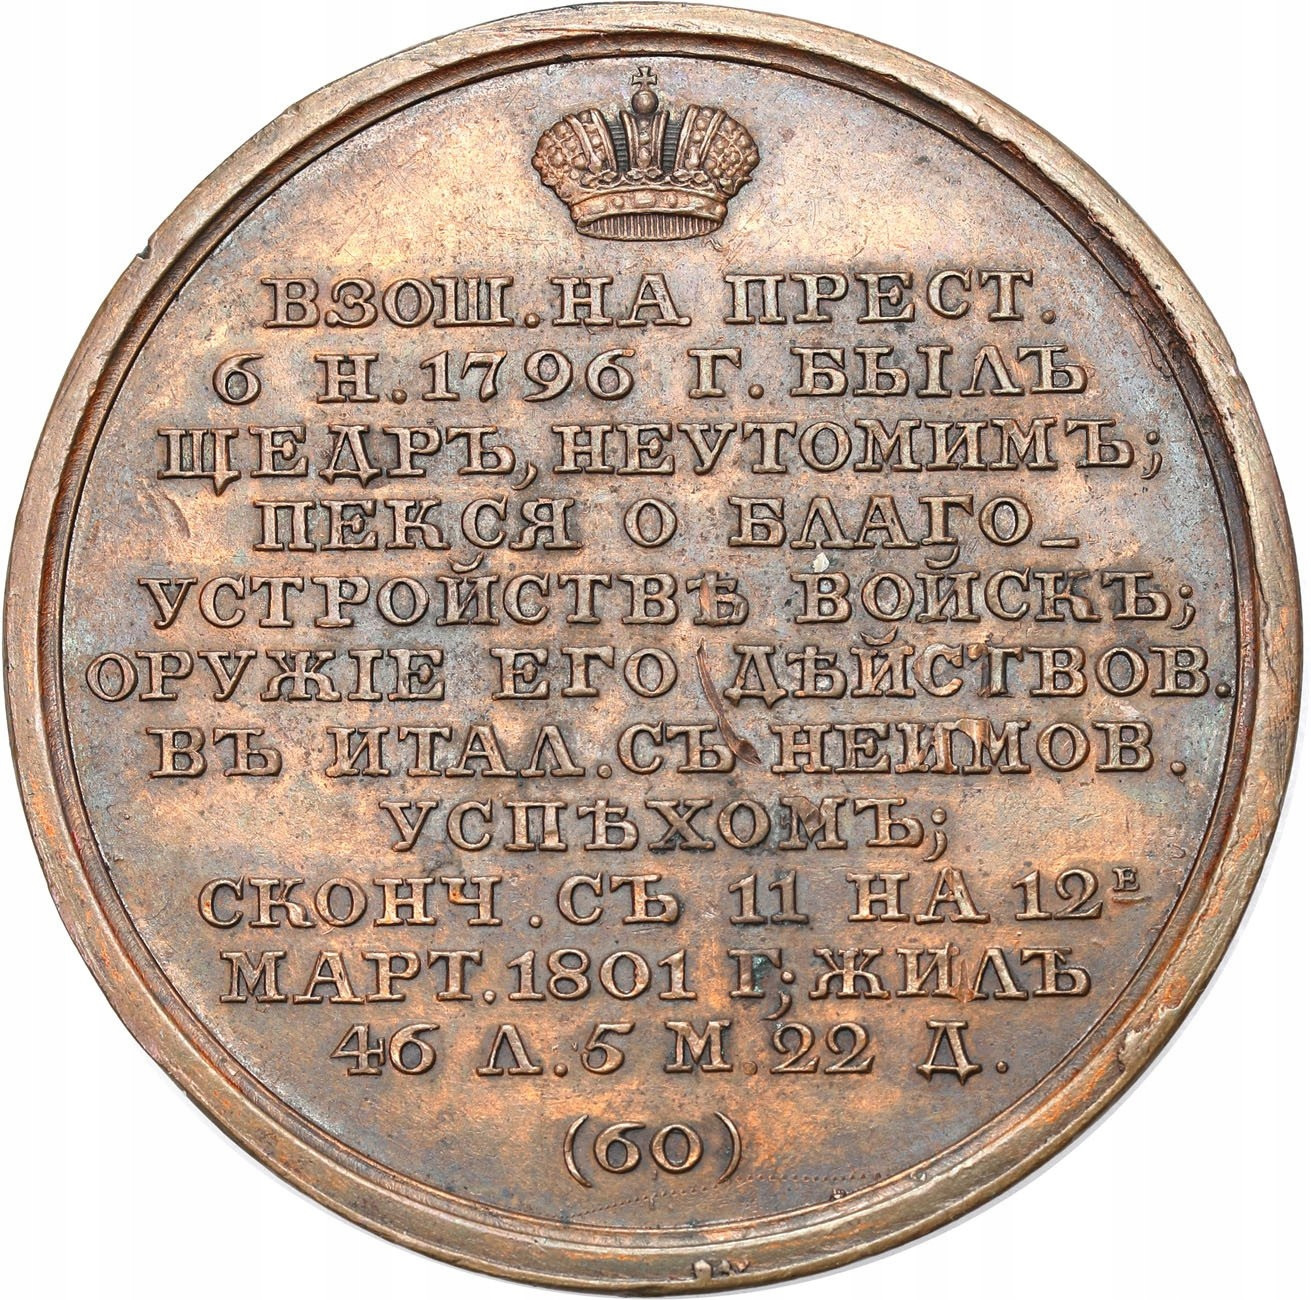 ВЗОШ. НА ПРЕСТ.
6 Н. 1796 Г. БЫЛЪ
ЩЕДРЪ, НЕУТОМИМЪ;
ПЕКСЯ О БЛАГО_
УСТРОЙСТВѢ ВОЙСКЪ;
ОРУЖІЕ ЕГО ДѢЙСТВОВ.
ВЪ ИТАЛ. СЪ НЕИМОВ.
УСПѢХОМЪ;
СКОНЧ. СЪ 11 НА 12Е
МАРТ. 1801 Г; ЖИЛЪ
46 Л. 5 М. 22 Д.
(60)